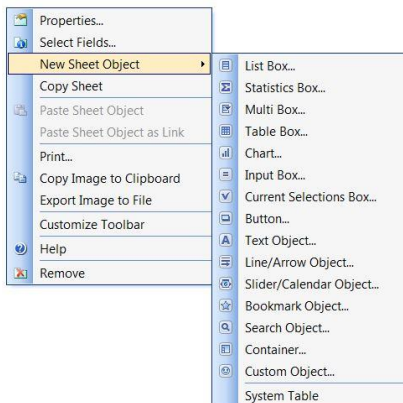 Properties...
Select Fields...
New Sheet Object
Copy Sheet
Paste Sheet Object
Paste Sheet Object as Link
Print...
Copy Image to Clipboard
Export Image to File
Customize Toolbar
Help
Remove
List Box...
Statistics Box...
Multi Box...
Table Box...
Chart...
Input Box...
Current Selections Box...
Button...
Text Object...
Line/Arrow Object...
Slider/Calendar Object...
Bookmark Object...
Search Object...
Container...
Custom Object...
System Table